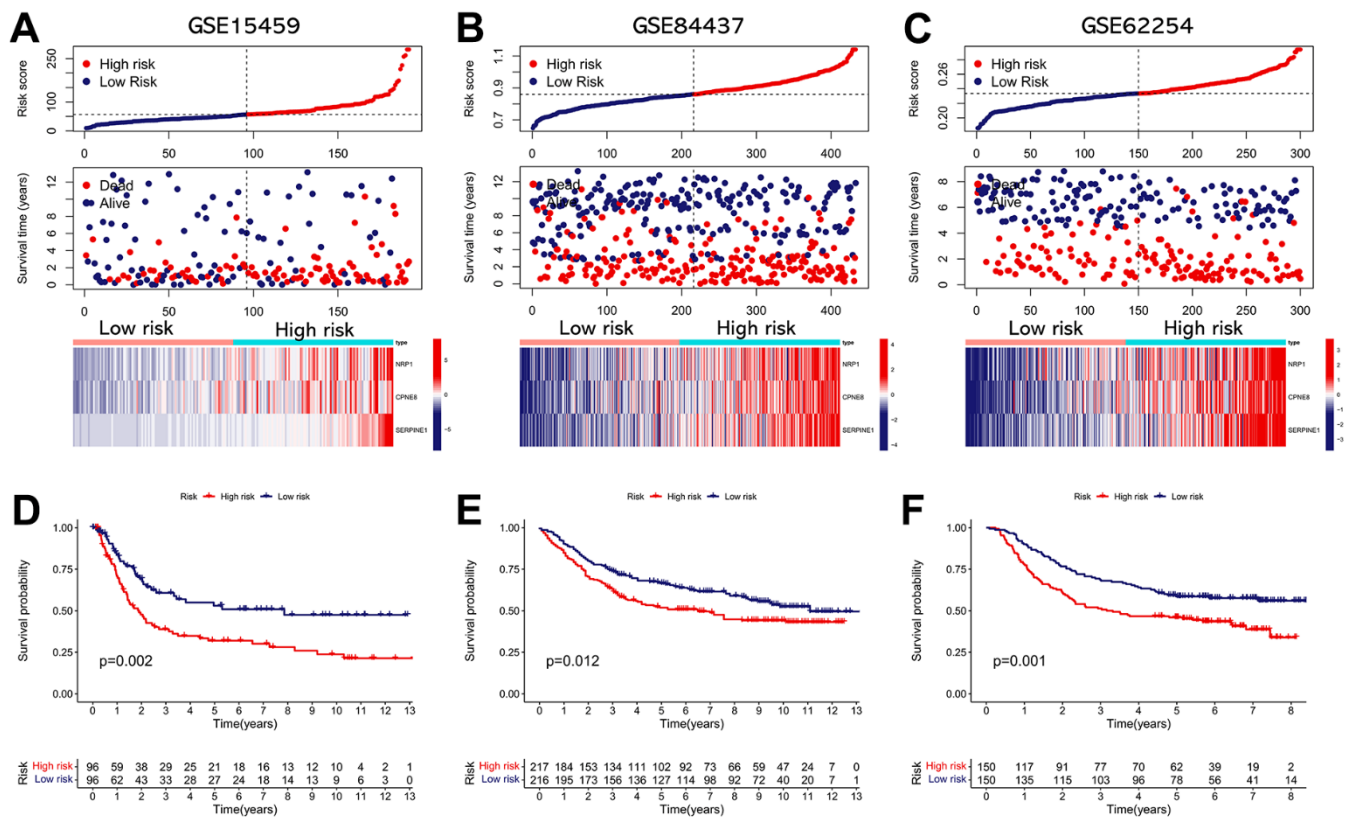 A
GSE15459
Risk score
250
100
0
High risk
Low Risk
0 50 100 150
Survival time (years)
12
10
8
6
4
2
0
Dead
Alive
0 50 100 150
Low risk High risk
type
NRP1
CPNE8
SERPINE1
5
0
−5
B
GSE84437
Risk score
1.1
0.9
0.7
High risk
Low Risk
0 100 200 300 400
Survival time (years)
12
10
8
6
4
2
0
Dead
Alive
0 100 200 300 400
Low risk High risk
type
NRP1
CPNE8
SERPINE1
4
2
0
−2
−4
C
GSE62254
Risk score
0.26
0.20
High risk
Low Risk
0 50 100 150 200 250 300
Survival time (years)
8
6
4
2
0
Dead
Alive
0 50 100 150 200 250 300
Low risk High risk
type
NRP1
CPNE8
SERPINE1
3
2
1
0
−1
−2
−3
D
Risk High risk Low risk
Survival probability
1.00
0.75
0.50
0.25
0.00
p=0.002
0 1 2 3 4 5 6 7 8 9 10 11 12 13
Time(years)
Risk
High risk 96 59 38 29 25 21 18 16 13 12 10 4 2 1
Low risk 96 62 43 33 28 27 24 18 14 13 9 6 3 0
0 1 2 3 4 5 6 7 8 9 10 11 12 13
Time(years)
E
Risk High risk Low risk
Survival probability
1.00
0.75
0.50
0.25
0.00
p=0.012
0 1 2 3 4 5 6 7 8 9 10 11 12 13
Time(years)
Risk
High risk 217 184 153 134 111 102 92 73 66 59 47 24 7 0
Low risk 216 195 173 156 136 127 114 98 92 72 40 20 7 1
0 1 2 3 4 5 6 7 8 9 10 11 12 13
Time(years)
F
Risk High risk Low risk
Survival probability
1.00
0.75
0.50
0.25
0.00
p=0.001
0 1 2 3 4 5 6 7 8
Time(years)
Risk
High risk 150 117 91 77 70 62 39 19 2
Low risk 150 135 115 103 96 78 56 41 14
0 1 2 3 4 5 6 7 8
Time(years)